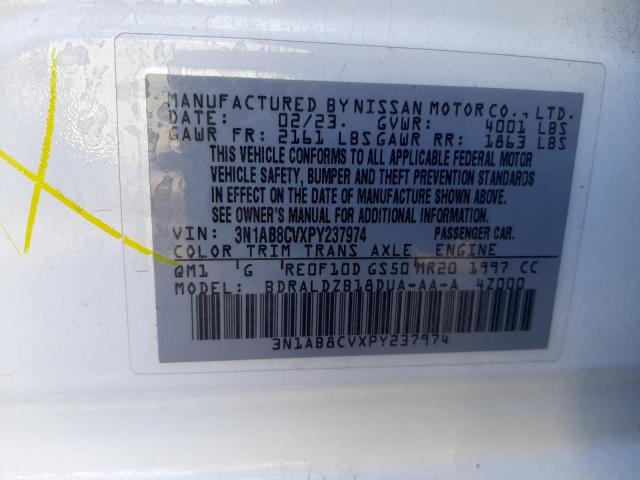 MANUFACTURED BY NISSAN MOTOR CO., LTD.
DATE: 02/23. GVWR: 4001 LBS
GAWR FR: 2161 LBS GAWR RR: 1863 LBS
THIS VEHICLE CONFORMS TO ALL APPLICABLE FEDERAL MOTOR
VEHICLE SAFETY, BUMPER AND THEFT PREVENTION STANDARDS
IN EFFECT ON THE DATE OF MANUFACTURE SHOWN ABOVE.
SEE OWNER'S MANUAL FOR ADDITIONAL INFORMATION.
VIN: 3N1AB8CVXPY237974 PASSENGER CAR.
COLOR TRIM TRANS AXLE ENGINE
QM1 G RE0F10D GS50 MR20 1997 CC
MODEL: BDRALDZB18DUA-AA-A 4Z000
3N1AB8CVXPY237974